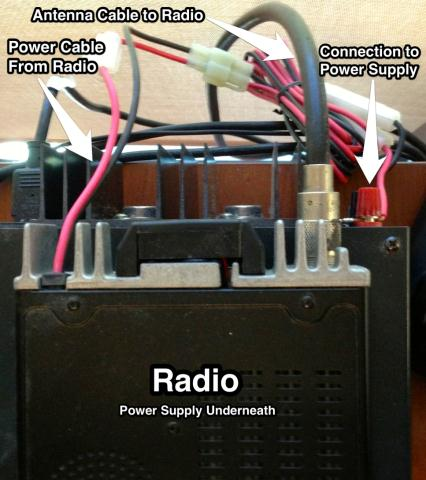 Antenna Cable to Radio
Power Cable
From Radio
Connection to
Power Supply
Radio
Power Supply Underneath